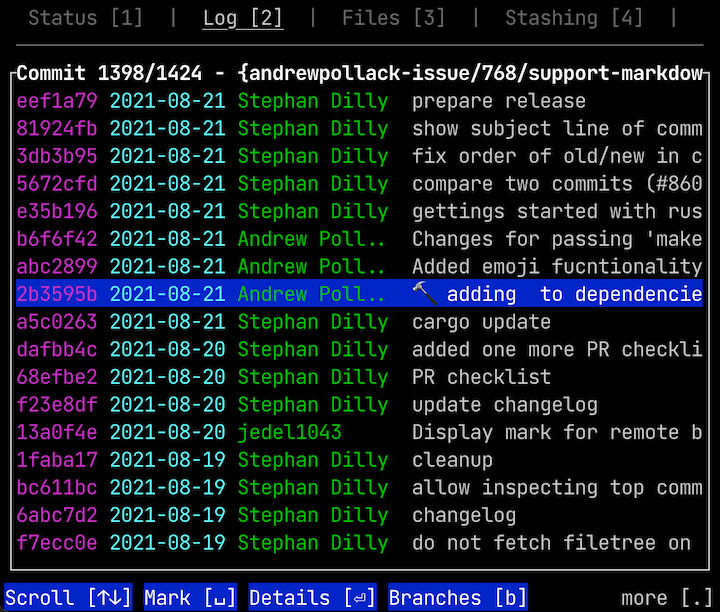 Status [1] | Log [2] | Files [3] | Stashing [4] |
Commit 1398/1424 - {andrewpollack-issue/768/support-markdow
eef1a79 2021-08-21 Stephan Dilly prepare release
81924fb 2021-08-21 Stephan Dilly show subject line of comm
3db3b95 2021-08-21 Stephan Dilly fix order of old/new in c
5672cfd 2021-08-21 Stephan Dilly compare two commits (#860
e35b196 2021-08-21 Stephan Dilly gettings started with rus
b6f6f42 2021-08-21 Andrew Poll.. Changes for passing 'make
abc2899 2021-08-21 Andrew Poll.. Added emoji fucntionality
2b3595b 2021-08-21 Andrew Poll.. 🔨 adding  to dependencie
a5c0263 2021-08-21 Stephan Dilly cargo update
dafbb4c 2021-08-20 Stephan Dilly added one more PR checkli
68efbe2 2021-08-20 Stephan Dilly PR checklist
f23e8df 2021-08-20 Stephan Dilly update changelog
13a0f4e 2021-08-20 jedel1043 Display mark for remote b
1faba17 2021-08-19 Stephan Dilly cleanup
bc611bc 2021-08-19 Stephan Dilly allow inspecting top comm
6abc7d2 2021-08-19 Stephan Dilly changelog
f7ecc0e 2021-08-19 Stephan Dilly do not fetch filetree on
Scroll [↑↓] Mark [␣] Details [⏎] Branches [b] more [.]